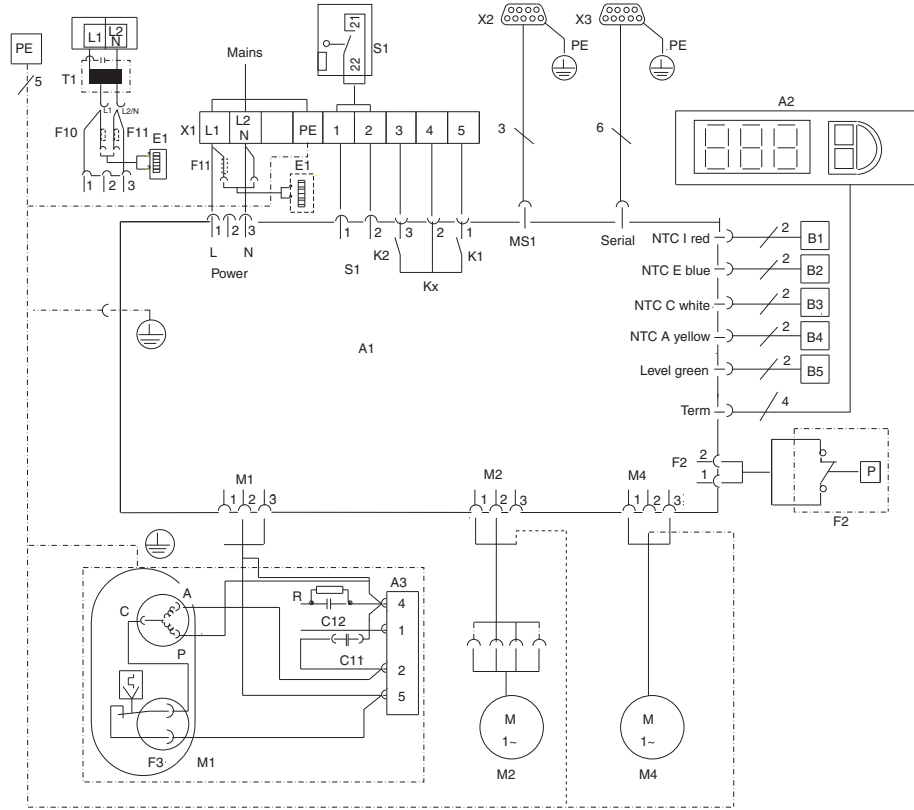 X2 X3
L1 L2 N
21
22
S1
PE
PE PE
5
T1
Mains
A2
L1 L2/N
F10 F11 E1
X1 L1 L2 N PE 1 2 3 4 5
3 6
F11 E1
1 2 3
1 2 3 1 2 3 2 1
L N S1 K2 K1
Power Kx
MS1 Serial
NTC I red 2 B1
NTC E blue 2 B2
NTC C white 2 B3
NTC A yellow 2 B4
Level green 2 B5
Term 4
A1
F2 2
1
P
F2
M1 M2 M4
1 2 3 1 2 3 1 2 3
A3
A R 4
C C12 1
P C11 2
5
F3 M1
M
1~
M2
M
1~
M4